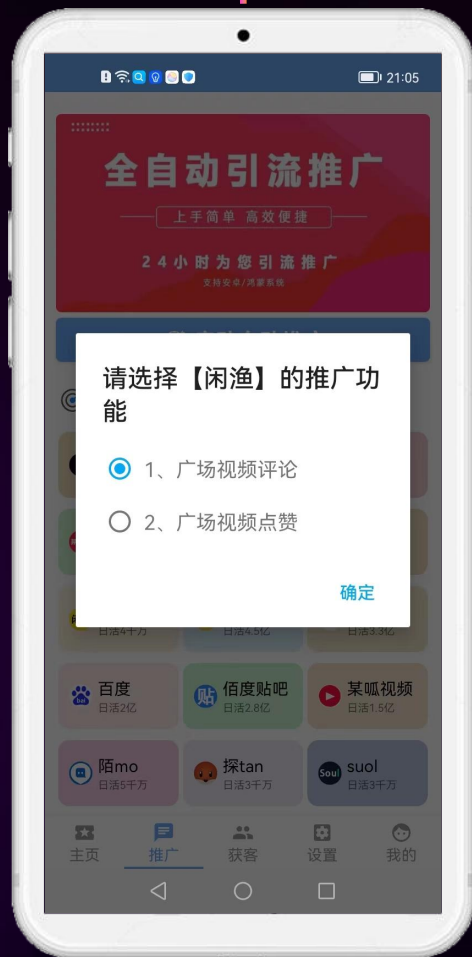 21:05
全自动引流推广
上手简单 高效便捷
24小时为您引流推广
支持安卓/鸿蒙系统
请选择【闲渔】的推广功
能
1、广场视频评论
2、广场视频点赞
确定
日活4千万
日活4.5亿
日活3.3亿
百度
日活2亿
佰度贴吧
日活2.8亿
某呱视频
日活1.5亿
陌mo
日活5千万
探tan
日活3千万
suol
日活3千万
主页
推广
获客
设置
我的